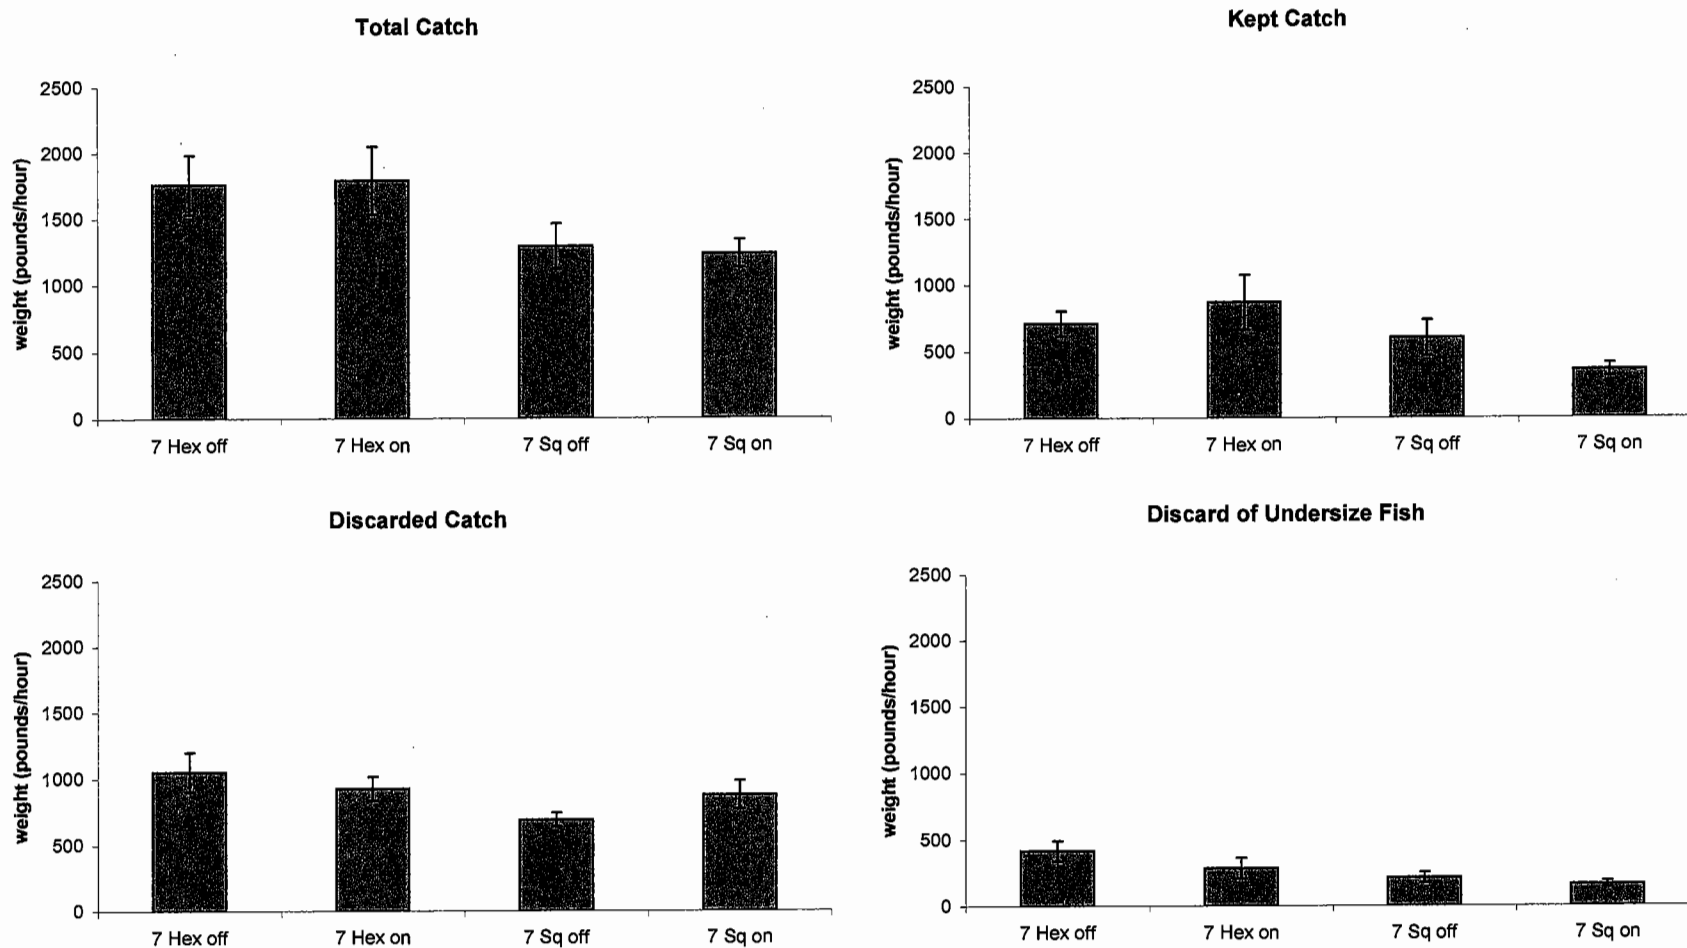 Total Catch
weight (pounds/hour)
2500
2000
1500
1000
500
0
7 Hex off 7 Hex on 7 Sq off 7 Sq on
Kept Catch
weight (pounds/hour)
2500
2000
1500
1000
500
0
7 Hex off 7 Hex on 7 Sq off 7 Sq on
Discarded Catch
weight (pounds/hour)
2500
2000
1500
1000
500
0
7 Hex off 7 Hex on 7 Sq off 7 Sq on
Discard of Undersize Fish
weight (pounds/hour)
2500
2000
1500
1000
500
0
7 Hex off 7 Hex on 7 Sq off 7 Sq on